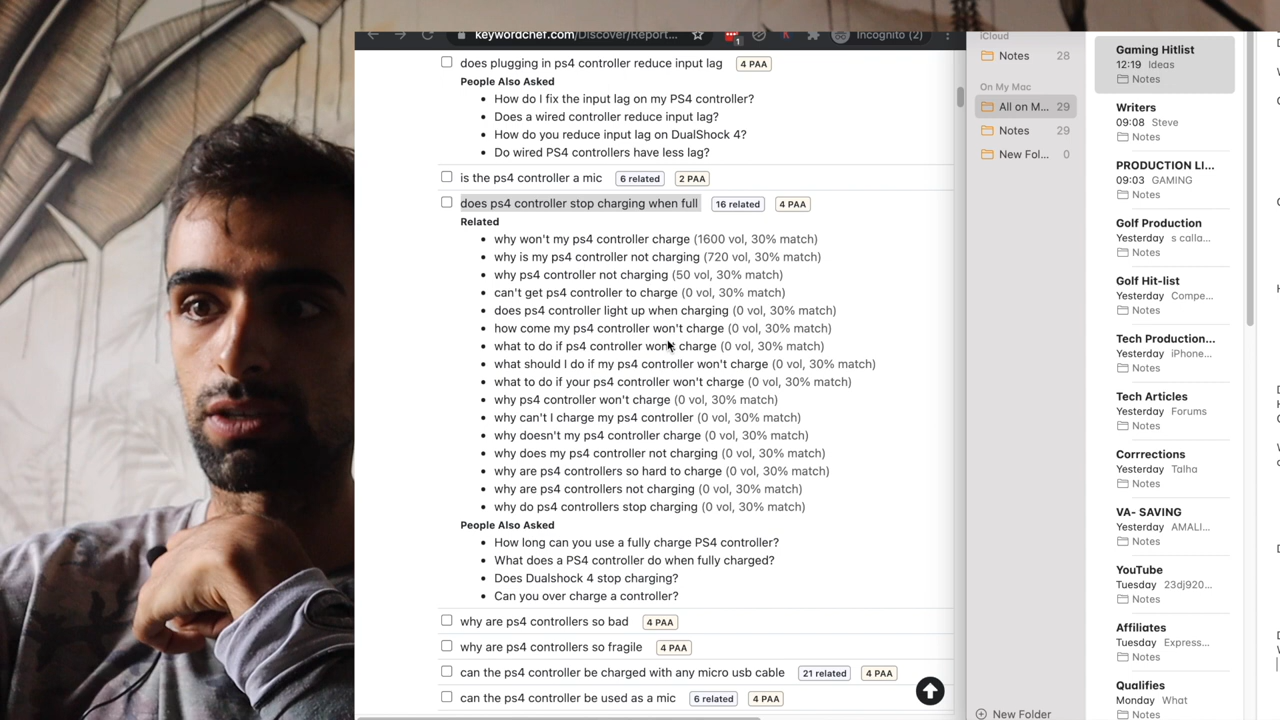 keywordchef.com/Discover/Report...
1
Incognito (2)
does plugging in ps4 controller reduce input lag 4 PAA
People Also Asked
How do I fix the input lag on my PS4 controller?
Does a wired controller reduce input lag?
How do you reduce input lag on DualShock 4?
Do wired PS4 controllers have less lag?
is the ps4 controller a mic 6 related 2 PAA
does ps4 controller stop charging when full 16 related 4 PAA
Related
why won't my ps4 controller charge (1600 vol, 30% match)
why is my ps4 controller not charging (720 vol, 30% match)
why ps4 controller not charging (50 vol, 30% match)
can't get ps4 controller to charge (0 vol, 30% match)
does ps4 controller light up when charging (0 vol, 30% match)
how come my ps4 controller won't charge (0 vol, 30% match)
what to do if ps4 controller won't charge (0 vol, 30% match)
what should I do if my ps4 controller won't charge (0 vol, 30% match)
what to do if your ps4 controller won't charge (0 vol, 30% match)
why ps4 controller won't charge (0 vol, 30% match)
why can't I charge my ps4 controller (0 vol, 30% match)
why doesn't my ps4 controller charge (0 vol, 30% match)
why does my ps4 controller not charging (0 vol, 30% match)
why are ps4 controllers so hard to charge (0 vol, 30% match)
why are ps4 controllers not charging (0 vol, 30% match)
why do ps4 controllers stop charging (0 vol, 30% match)
People Also Asked
How long can you use a fully charge PS4 controller?
What does a PS4 controller do when fully charged?
Does Dualshock 4 stop charging?
Can you over charge a controller?
why are ps4 controllers so bad 4 PAA
why are ps4 controllers so fragile 4 PAA
can the ps4 controller be charged with any micro usb cable 21 related 4 PAA
can the ps4 controller be used as a mic 6 related 4 PAA
iCloud
Notes 28
On My Mac
All on M... 29
Notes 29
New Fol... 0
New Folder
Gaming Hitlist
12:19 Ideas
Notes
Writers
09:08 Steve
Notes
PRODUCTION LI...
09:03 GAMING
Notes
Golf Production
Yesterday s calla...
Notes
Golf Hit-list
Yesterday Compe...
Notes
Tech Production...
Yesterday iPhone...
Notes
Tech Articles
Yesterday Forums
Notes
Corrrections
Yesterday Talha
Notes
VA- SAVING
Yesterday AMALI...
Notes
YouTube
Tuesday 23dj920...
Notes
Affiliates
Tuesday Express...
Notes
Qualifies
Monday What
Notes